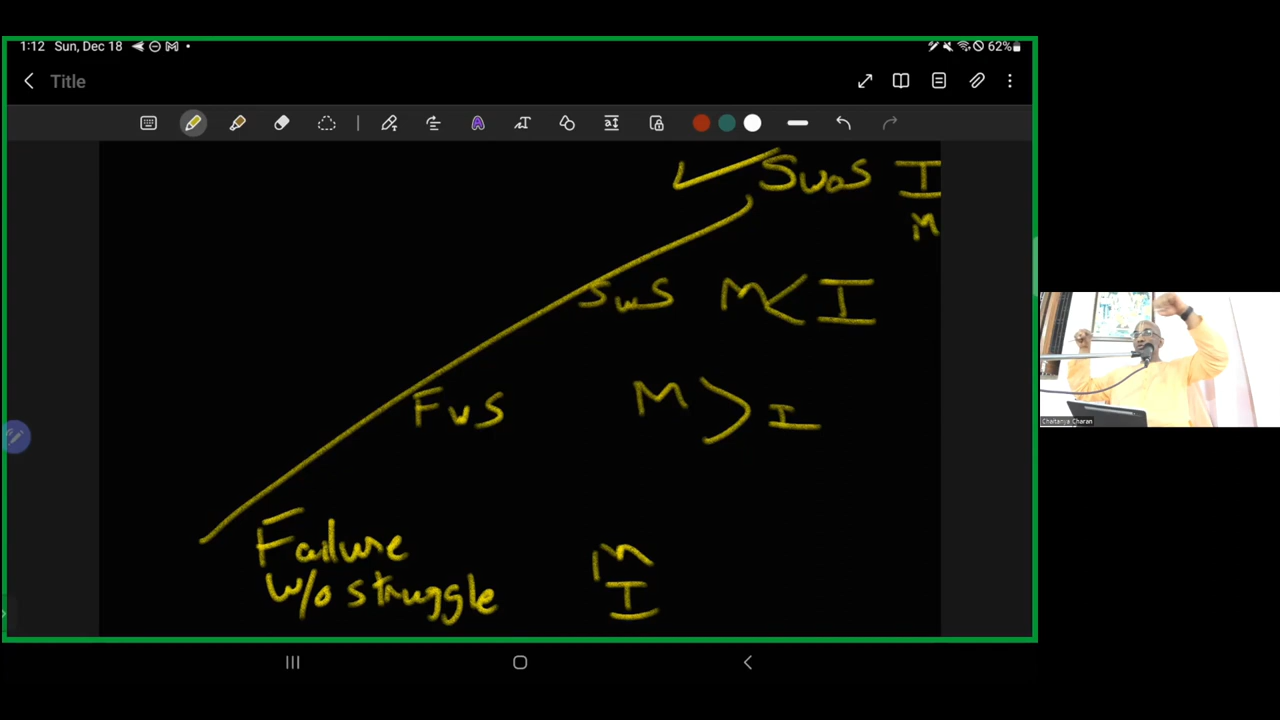 1:12 Sun, Dec 18
62%
Title
SwoS I
M
SwS M < I
FwS M > I
Failure M
w/o struggle I
Chaitanya Charan